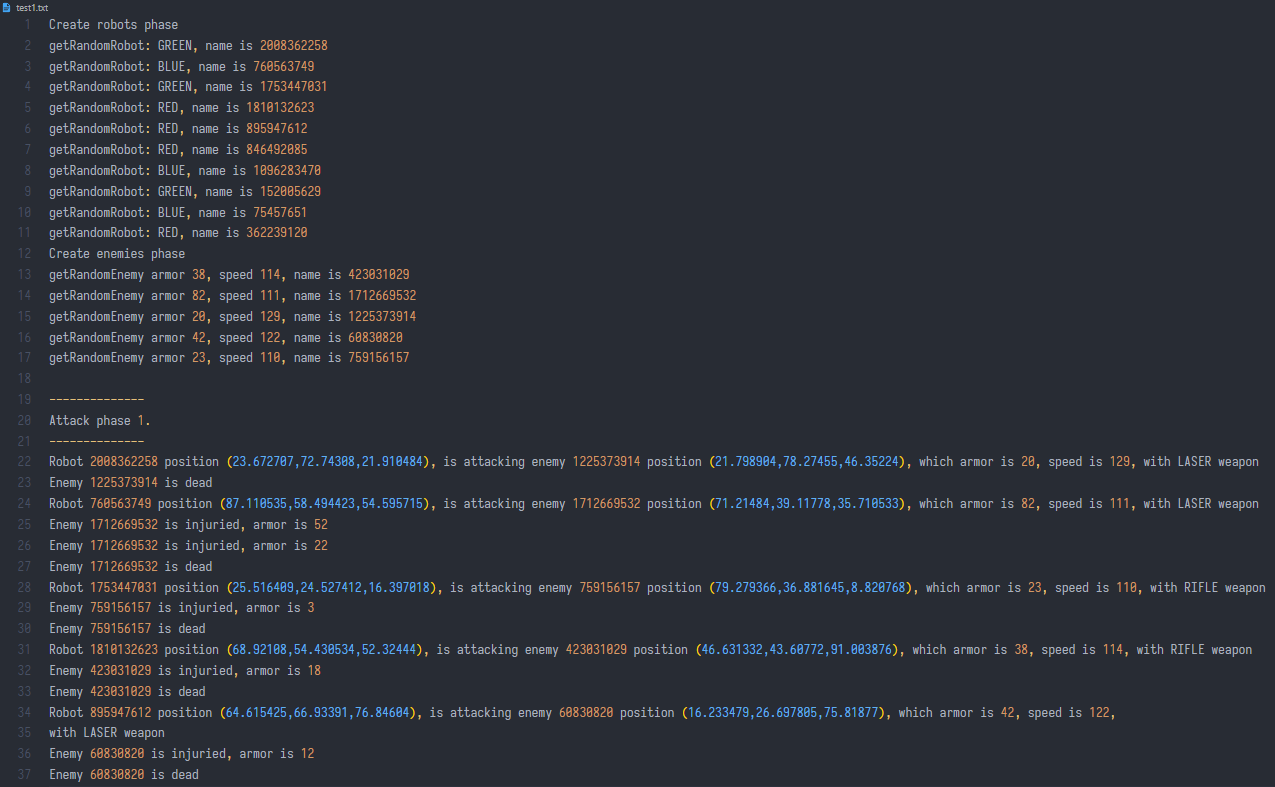 test1.txt
1 Create robots phase
2 getRandomRobot: GREEN, name is 2008362258
3 getRandomRobot: BLUE, name is 760563749
4 getRandomRobot: GREEN, name is 1753447031
5 getRandomRobot: RED, name is 1810132623
6 getRandomRobot: RED, name is 895947612
7 getRandomRobot: RED, name is 846492085
8 getRandomRobot: BLUE, name is 1096283470
9 getRandomRobot: GREEN, name is 152005629
10 getRandomRobot: BLUE, name is 75457651
11 getRandomRobot: RED, name is 362239120
12 Create enemies phase
13 getRandomEnemy armor 38, speed 114, name is 423031029
14 getRandomEnemy armor 82, speed 111, name is 1712669532
15 getRandomEnemy armor 20, speed 129, name is 1225373914
16 getRandomEnemy armor 42, speed 122, name is 60830820
17 getRandomEnemy armor 23, speed 110, name is 759156157
18
19 --------------
20 Attack phase 1.
21 --------------
22 Robot 2008362258 position (23.672707,72.74308,21.910484), is attacking enemy 1225373914 position (21.798904,78.27455,46.35224), which armor is 20, speed is 129, with LASER weapon
23 Enemy 1225373914 is dead
24 Robot 760563749 position (87.110535,58.494423,54.595715), is attacking enemy 1712669532 position (71.21484,39.11778,35.710533), which armor is 82, speed is 111, with LASER weapon
25 Enemy 1712669532 is injuried, armor is 52
26 Enemy 1712669532 is injuried, armor is 22
27 Enemy 1712669532 is dead
28 Robot 1753447031 position (25.516409,24.527412,16.397018), is attacking enemy 759156157 position (79.279366,36.881645,8.820768), which armor is 23, speed is 110, with RIFLE weapon
29 Enemy 759156157 is injuried, armor is 3
30 Enemy 759156157 is dead
31 Robot 1810132623 position (68.92108,54.430534,52.32444), is attacking enemy 423031029 position (46.631332,43.60772,91.003876), which armor is 38, speed is 114, with RIFLE weapon
32 Enemy 423031029 is injuried, armor is 18
33 Enemy 423031029 is dead
34 Robot 895947612 position (64.615425,66.93391,76.84604), is attacking enemy 60830820 position (16.233479,26.697805,75.81877), which armor is 42, speed is 122,
35 with LASER weapon
36 Enemy 60830820 is injuried, armor is 12
37 Enemy 60830820 is dead